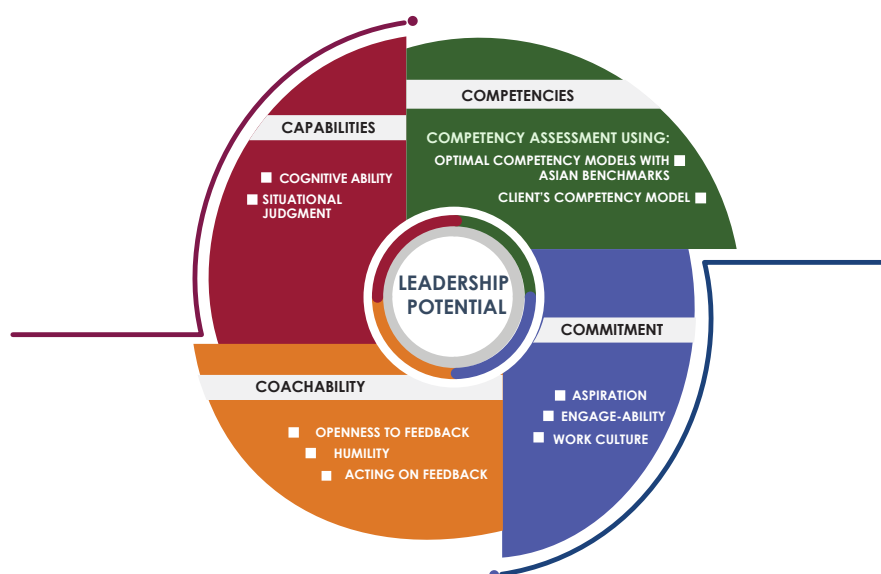 CAPABILITIES
COGNITIVE ABILITY
SITUATIONAL
JUDGMENT
COMPETENCIES
COMPETENCY ASSESSMENT USING:
OPTIMAL COMPETENCY MODELS WITH
ASIAN BENCHMARKS
CLIENT'S COMPETENCY MODEL
LEADERSHIP
POTENTIAL
COACHABILITY
OPENNESS TO FEEDBACK
HUMILITY
ACTING ON FEEDBACK
COMMITMENT
ASPIRATION
ENGAGE-ABILITY
WORK CULTURE